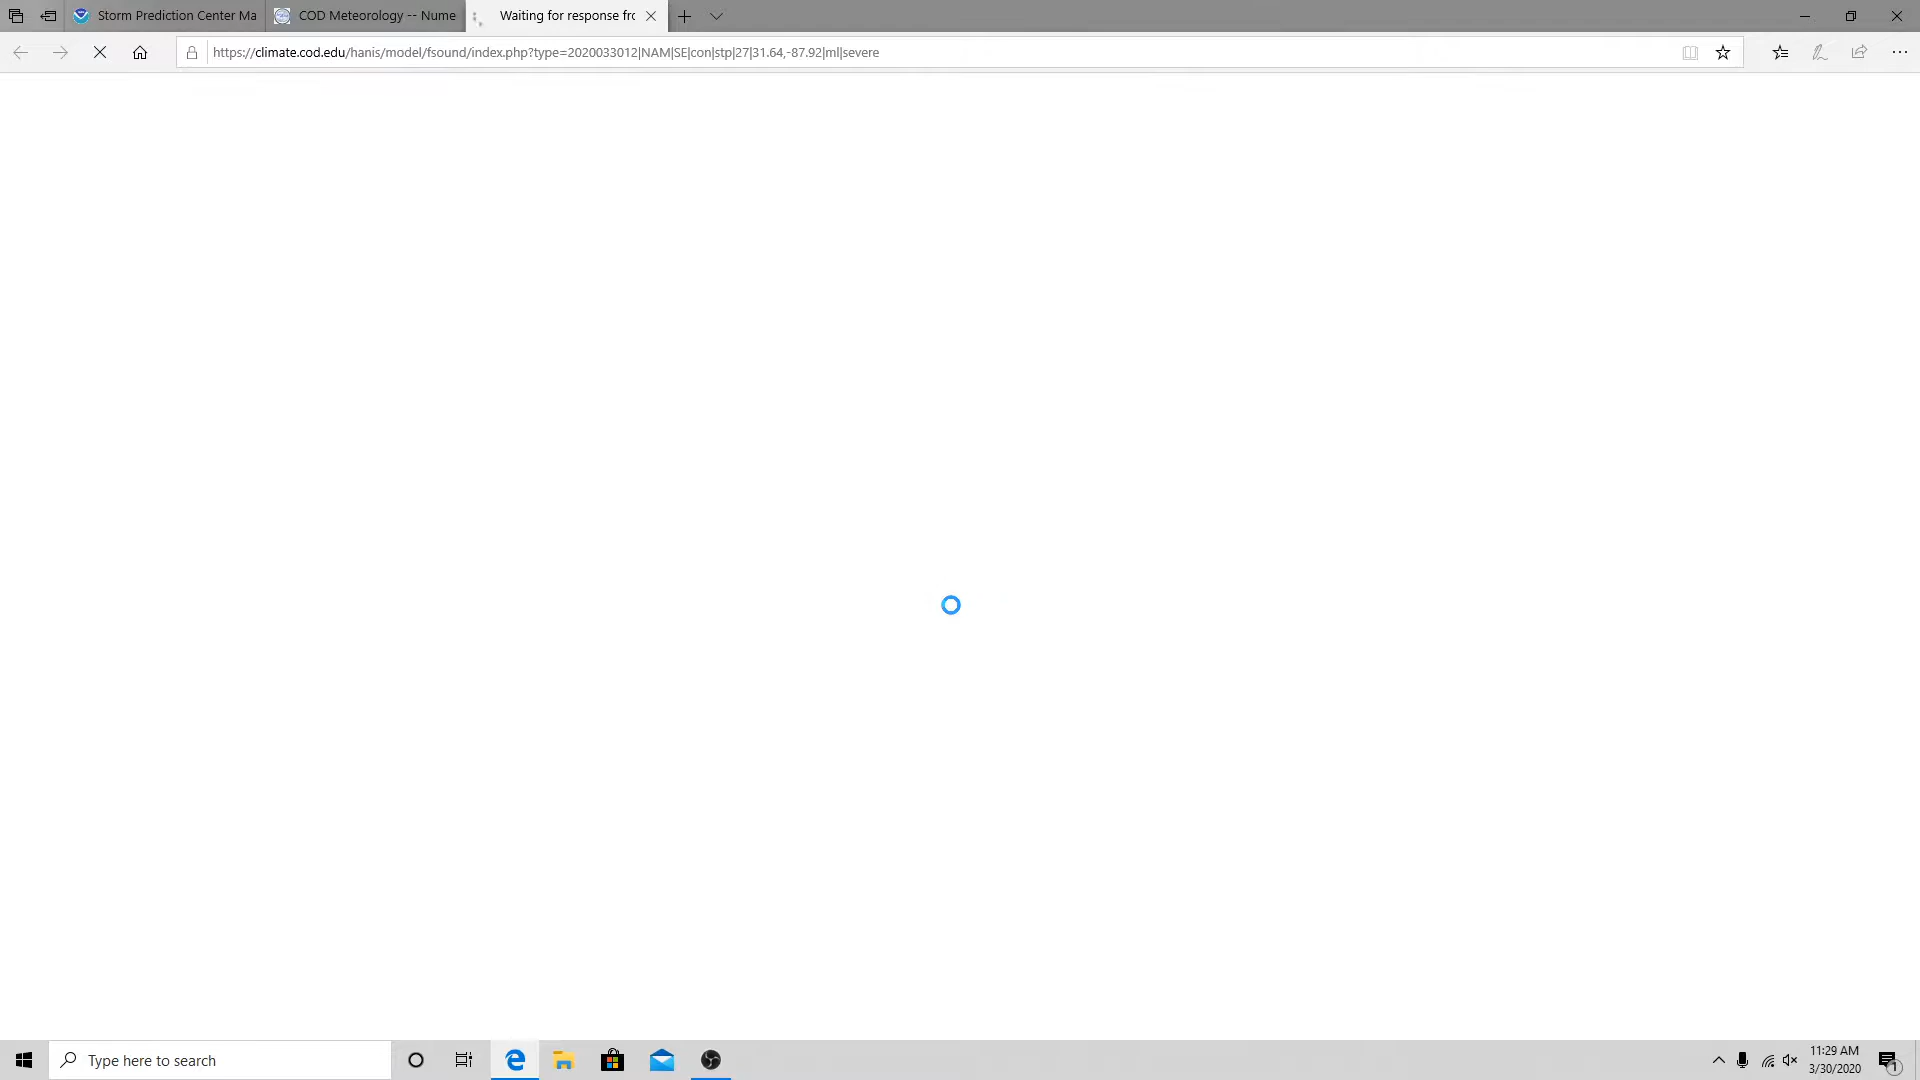 Storm Prediction Center Ma
COD Meteorology -- Nume
Waiting for response fro
https://climate.cod.edu/hanis/model/fsound/index.php?type=2020033012|NAM|SE|con|stp|27|31.64,-87.92|ml|severe
Type here to search
11:29 AM
3/30/2020
1